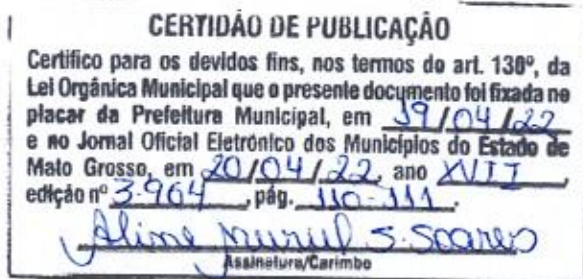 CERTIDÃO DE PUBLICAÇÃO
Certifico para os devidos fins, nos termos do art. 130º, da
Lei Orgânica Municipal que o presente documento foi fixada no
placar da Prefeitura Municipal, em 19/04/22
e no Jornal Oficial Eletrônico dos Municípios do Estado de
Mato Grosso, em 20/04/22, ano XVII,
edição nº 3.964, pág. 110-111.
Aline S. Soares
Assinatura/Carimbo